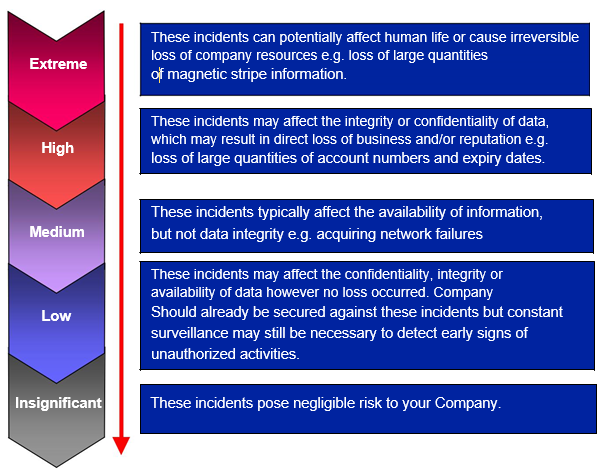 Extreme
These incidents can potentially affect human life or cause irreversible
loss of company resources e.g. loss of large quantities
of magnetic stripe information.
High
These incidents may affect the integrity or confidentiality of data,
which may result in direct loss of business and/or reputation e.g.
loss of large quantities of account numbers and expiry dates.
Medium
These incidents typically affect the availability of information,
but not data integrity e.g. acquiring network failures
Low
These incidents may affect the confidentiality, integrity or
availability of data however no loss occurred. Company
Should already be secured against these incidents but constant
surveillance may still be necessary to detect early signs of
unauthorized activities.
Insignificant
These incidents pose negligible risk to your Company.